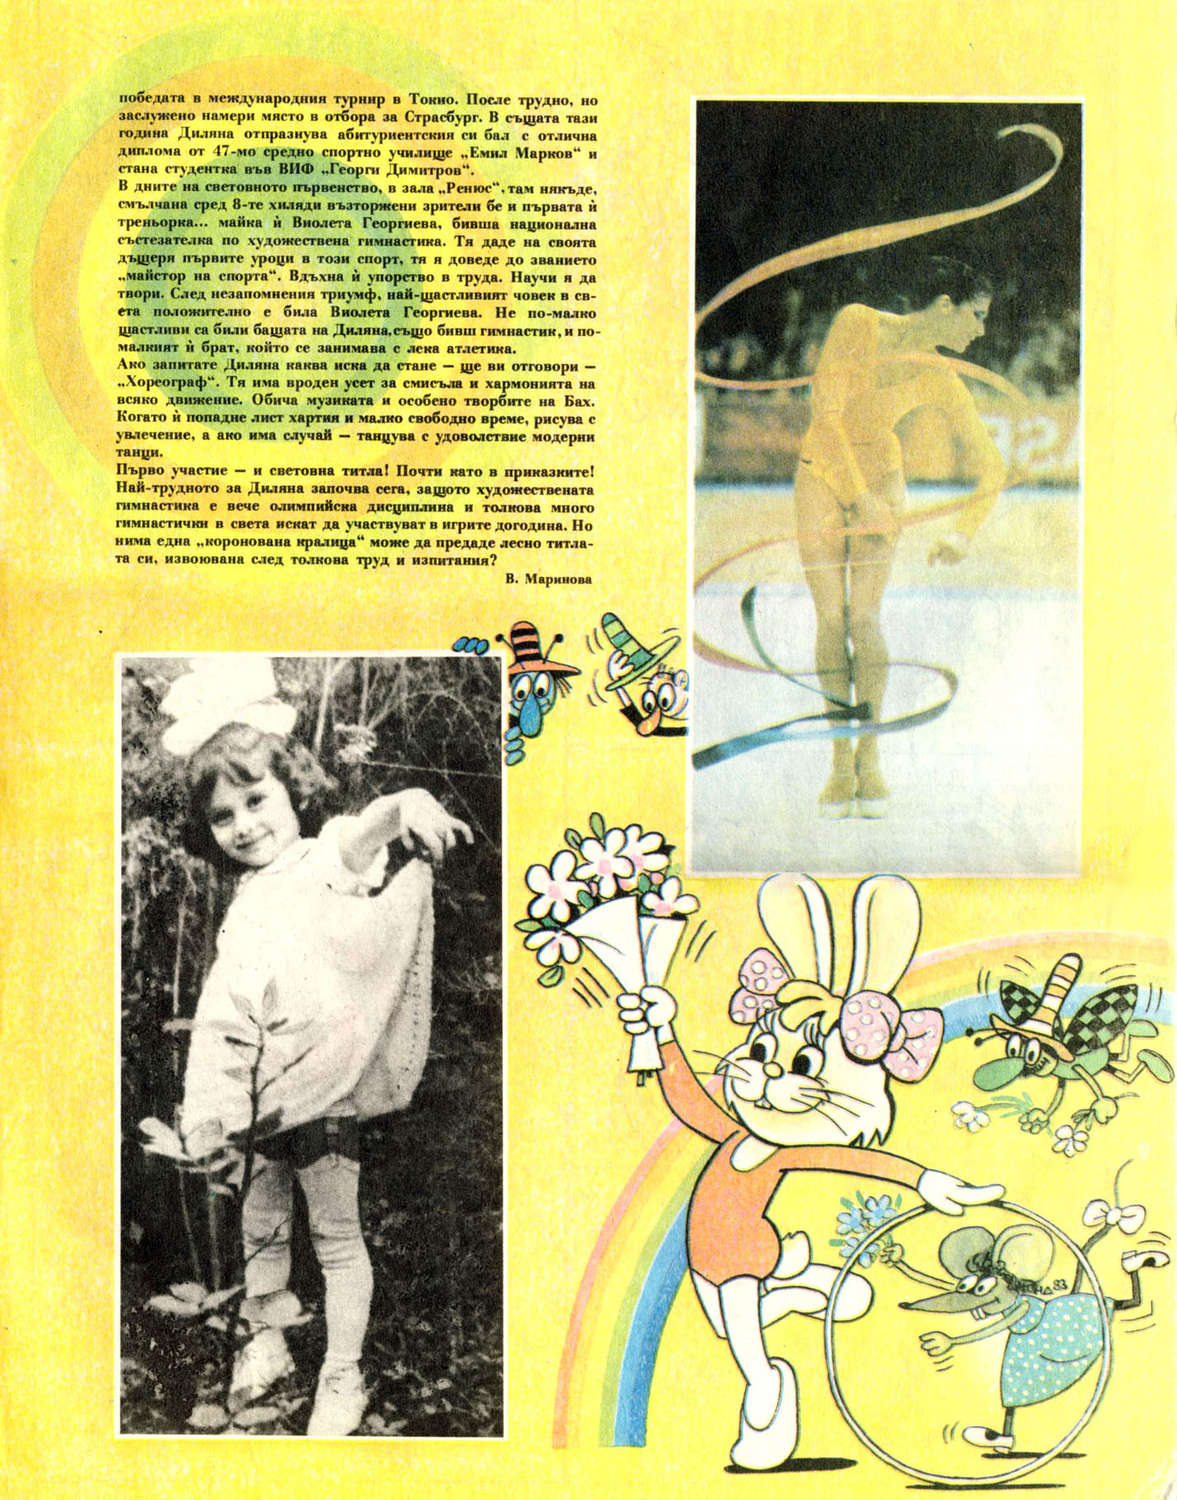 победата в международния турнир в Токио. После трудно, но
заслужено намери място в отбора за Страсбург. В същата тази
година Диляна отпразнува абитуриентския си бал с отлична
диплома от 47-мо средно спортно училище „Емил Марков“ и
стана студентка във ВИФ „Георги Димитров“.
В дните на световното първенство, в зала „Ренюс“, там някъде,
смълчана сред 8-те хиляди възторжени зрители бе и първата ѝ
треньорка... майка ѝ Виолета Георгиева, бивша национална
състезателка по художествена гимнастика. Тя даде на своята
дъщеря първите уроци в този спорт, тя я доведе до званието
„майстор на спорта“. Вдъхна ѝ упорство в труда. Научи я да
твори. След незапомнения триумф, най-щастливият човек в св-
ета положително е била Виолета Георгиева. Не по-малко
щастливи са били бащата на Диляна, също бивш гимнастик, и по-
малкият ѝ брат, който се занимава с лека атлетика.
Ако запитате Диляна каква иска да стане — ще ви отговори —
„Хореограф“. Тя има вроден усет за смисъла и хармонията на
всяко движение. Обича музиката и особено творбите на Бах.
Когато ѝ попадне лист хартия и малко свободно време, рисува с
увлечение, а ако има случай — танцува с удоволствие модерни
танци.
Първо участие — и световна титла! Почти като в приказките!
Най-трудното за Диляна започва сега, защото художествената
гимнастика е вече олимпийска дисциплина и толкова много
гимнастички в света искат да участвуват в игрите догодина. Но
нима една „коронована кралица“ може да предаде лесно титла-
та си, извоювана след толкова труд и изпитания?
В. Маринова
83